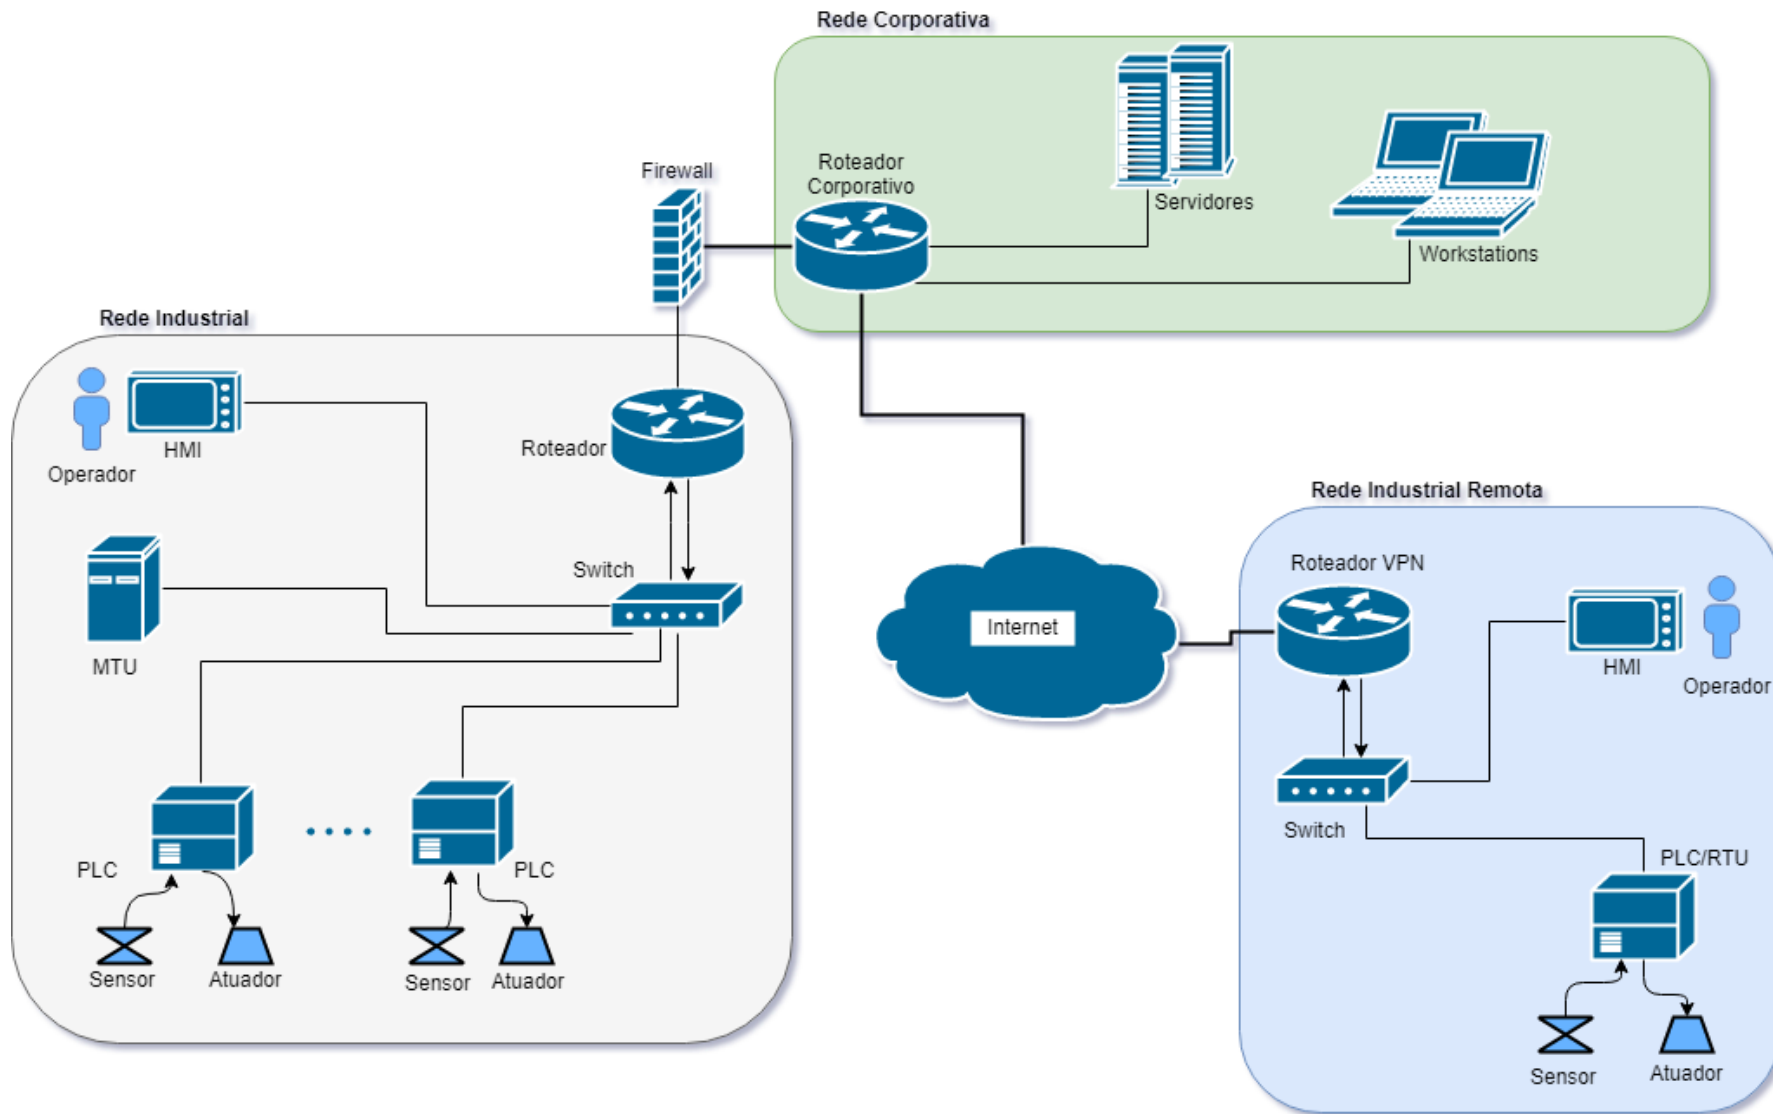 Rede Corporativa
Firewall
Roteador
Corporativo
Servidores
Workstations
Rede Industrial
Operador
HMI
Roteador
MTU
Switch
PLC
PLC
Sensor
Atuador
Sensor
Atuador
Internet
Rede Industrial Remota
Roteador VPN
HMI
Operador
Switch
PLC/RTU
Sensor
Atuador